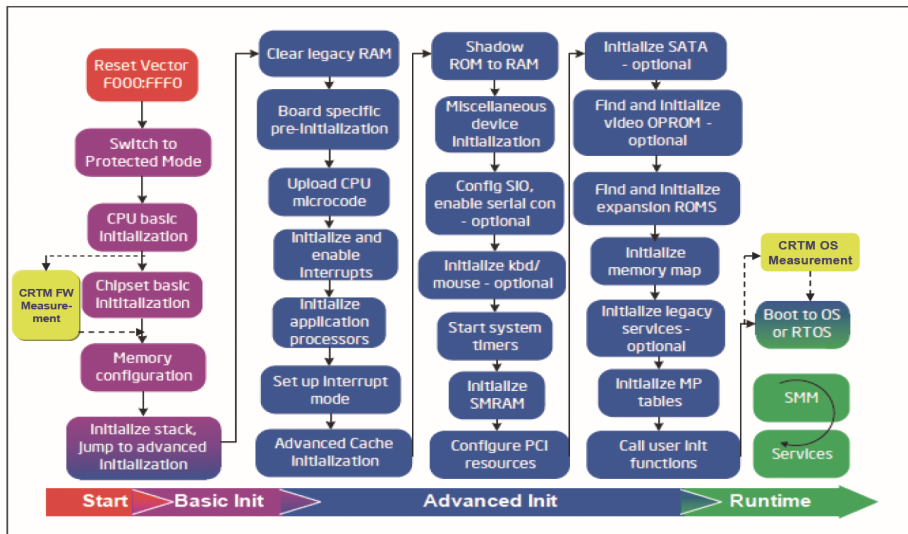 Reset Vector
F000:FFF0
Switch to
Protected Mode
CPU basic
Initialization
CRTM FW
Measure-
ment
Chipset basic
Inititalization
Memory
configuration
Initialize stack,
jump to advanced
Initialization
Clear legacy RAM
Board specific
pre-initialization
Upload CPU
microcode
Initialize and
enable Interrupts
Initialize
application
processors
Set up Interrupt
mode
Advanced Cache
Initialization
Shadow
ROM to RAM
Miscellaneous
device
Initialization
Config SIO,
enable serial con
- optional
Initialize kbd/
mouse - optional
Start system
timers
Initialize
SMRAM
Configure PCI
resources
Initialize SATA
- optional
Find and Initialize
video OPROM -
optional
Find and Initialize
expansion ROMS
Initialize
memory map
Initialize legacy
services-
optional
Initialize MP
tables
Call user Init
functions
CRTM OS
Measurement
Boot to OS
or RTOS
SMM
Services
Start
Basic Init
Advanced Init
Runtime